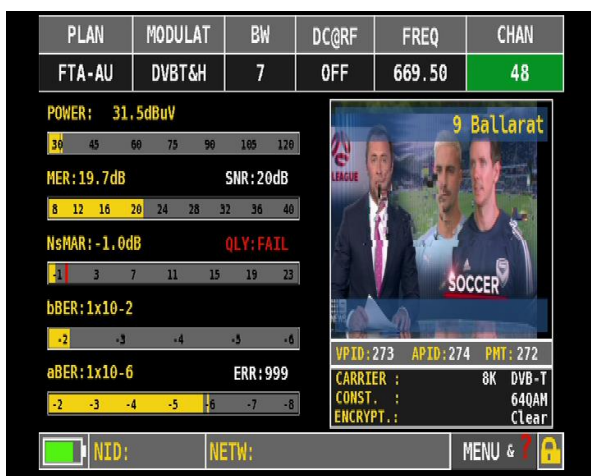 PLAN MODULAT BW DC@RF FREQ CHAN
FTA-AU DVBT&H 7 OFF 669.50 48
POWER: 31.5dBuV
30 45 60 75 90 105 120
MER:19.7dB SNR:20dB
8 12 16 20 24 28 32 36 40
NsMAR:-1.0dB QLY:FAIL
-1 3 7 11 15 19 23
bBER:1x10-2
-2 -3 -4 -5 -6
aBER:1x10-6 ERR:999
-2 -3 -4 -5 -6 -7 -8
9 Ballarat
LEAGUE
SOCCER
NEWS
VPID:273 APID:274 PMT:272
CARRIER : 8K DVB-T
CONST. : 64QAM
ENCRYPT.: Clear
NID: NETW: MENU & ?